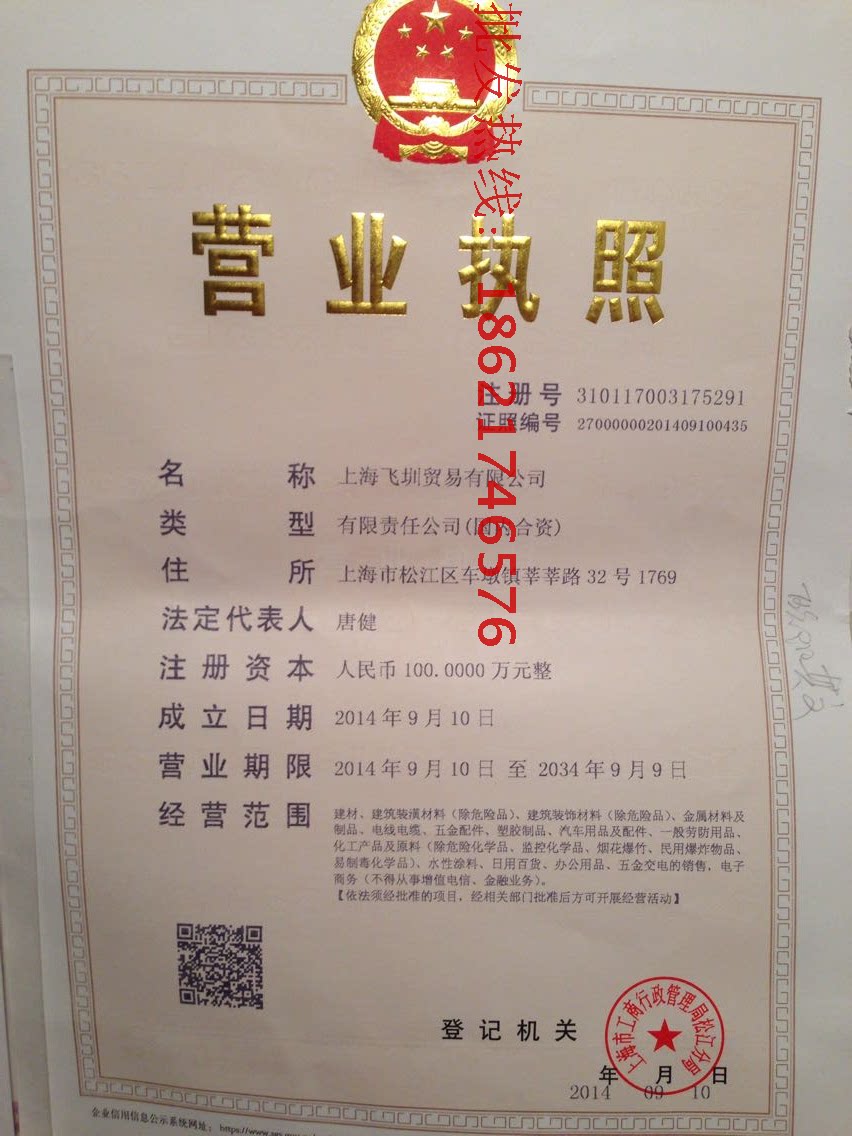 批发热线:18621746576
营业执照
注册号 310117003175291
证照编号 27000000201409100435
名称 上海飞圳贸易有限公司
类型 有限责任公司(国内合资)
住所 上海市松江区车墩镇莘莘路32号1769
法定代表人 唐健
注册资本 人民币100.0000万元整
成立日期 2014年9月10日
营业期限 2014年9月10日 至 2034年9月9日
经营范围 建材、建筑装潢材料（除危险品）、建筑装饰材料（除危险品）、金属材料及
制品、电线电缆、五金配件、塑胶制品、汽车用品及配件、一般劳防用品、
化工产品及原料（除危险化学品、监控化学品、烟花爆竹、民用爆炸物品、
易制毒化学品）、水性涂料、日用百货、办公用品、五金交电的销售，电子
商务（不得从事增值电信、金融业务）。
【依法须经批准的项目，经相关部门批准后方可开展经营活动】
登记机关
上海市工商行政管理局松江分局
年 月 日
2014 09 10
企业信用信息公示系统网址：https://www.